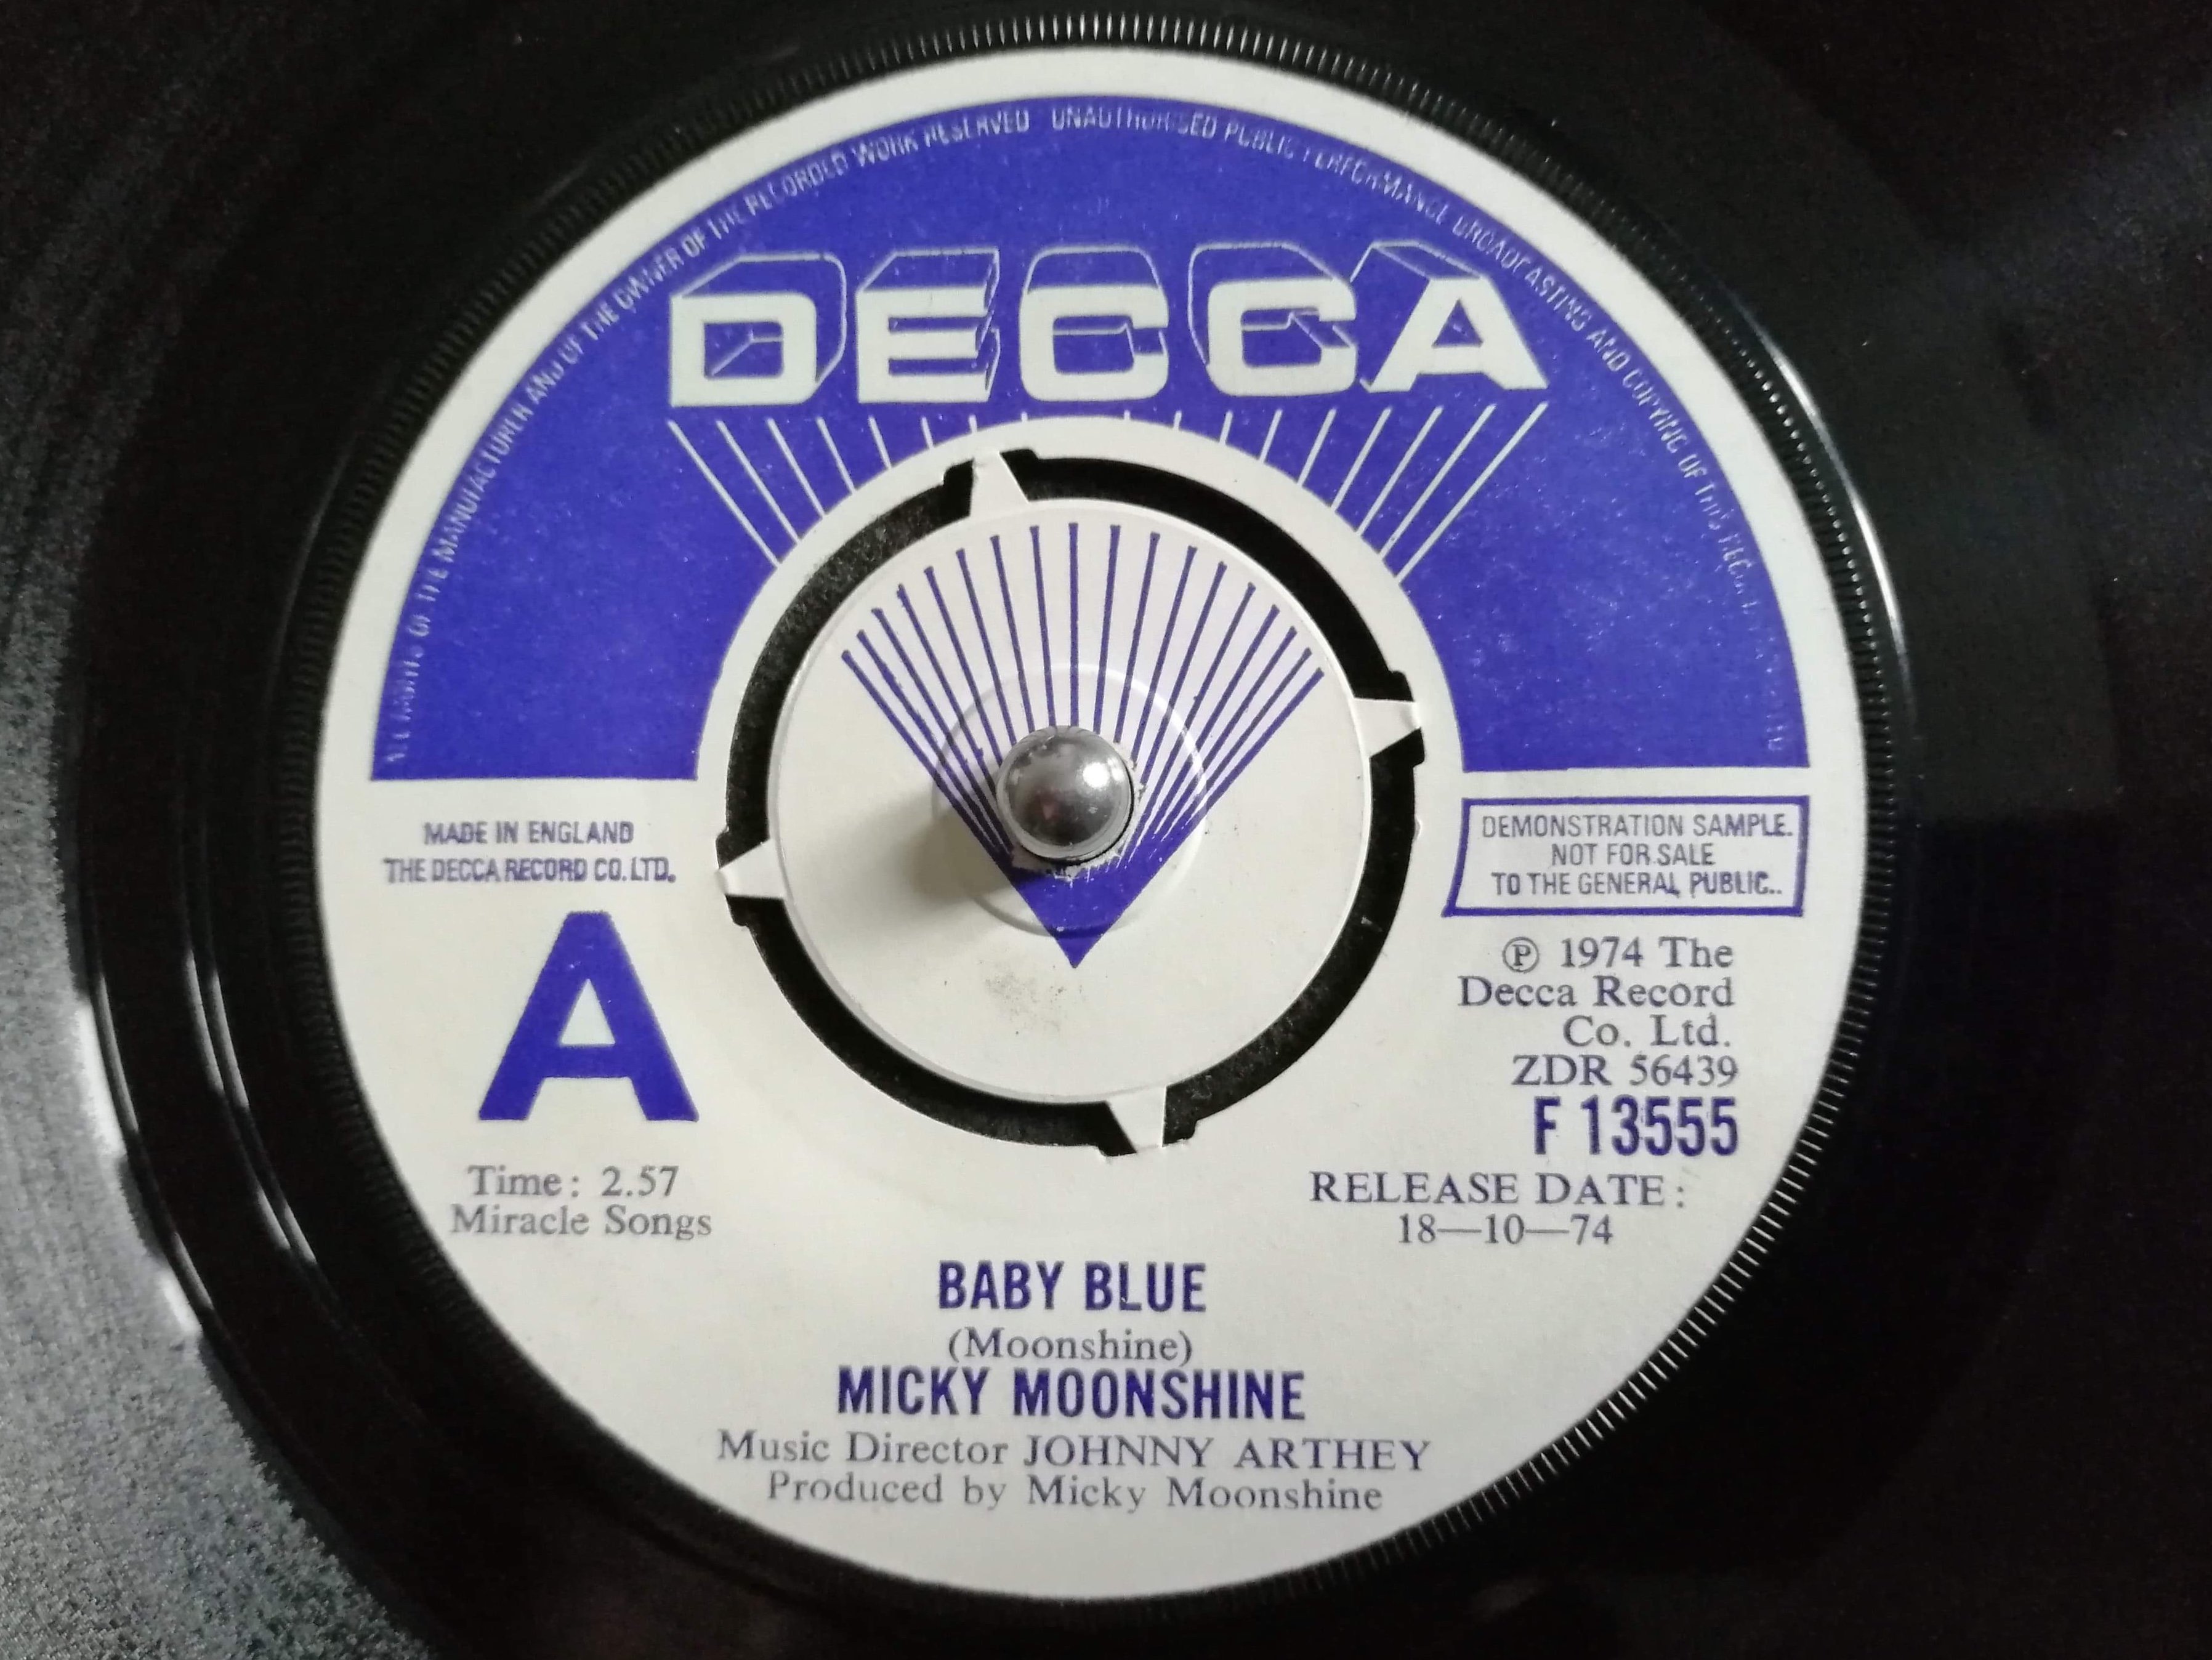 ALL RIGHTS OF THE MANUFACTURER AND OF THE OWNER OF THE RECORDED WORK RESERVED UNAUTHORISED PUBLIC PERFORMANCE BROADCASTING AND COPYING OF THIS RECORD
DECCA
MADE IN ENGLAND
THE DECCA RECORD CO. LTD.
DEMONSTRATION SAMPLE.
NOT FOR SALE
TO THE GENERAL PUBLIC..
A
℗ 1974 The
Decca Record
Co. Ltd.
ZDR 56439
F 13555
Time: 2.57
Miracle Songs
RELEASE DATE:
18—10—74
BABY BLUE
(Moonshine)
MICKY MOONSHINE
Music Director JOHNNY ARTHEY
Produced by Micky Moonshine